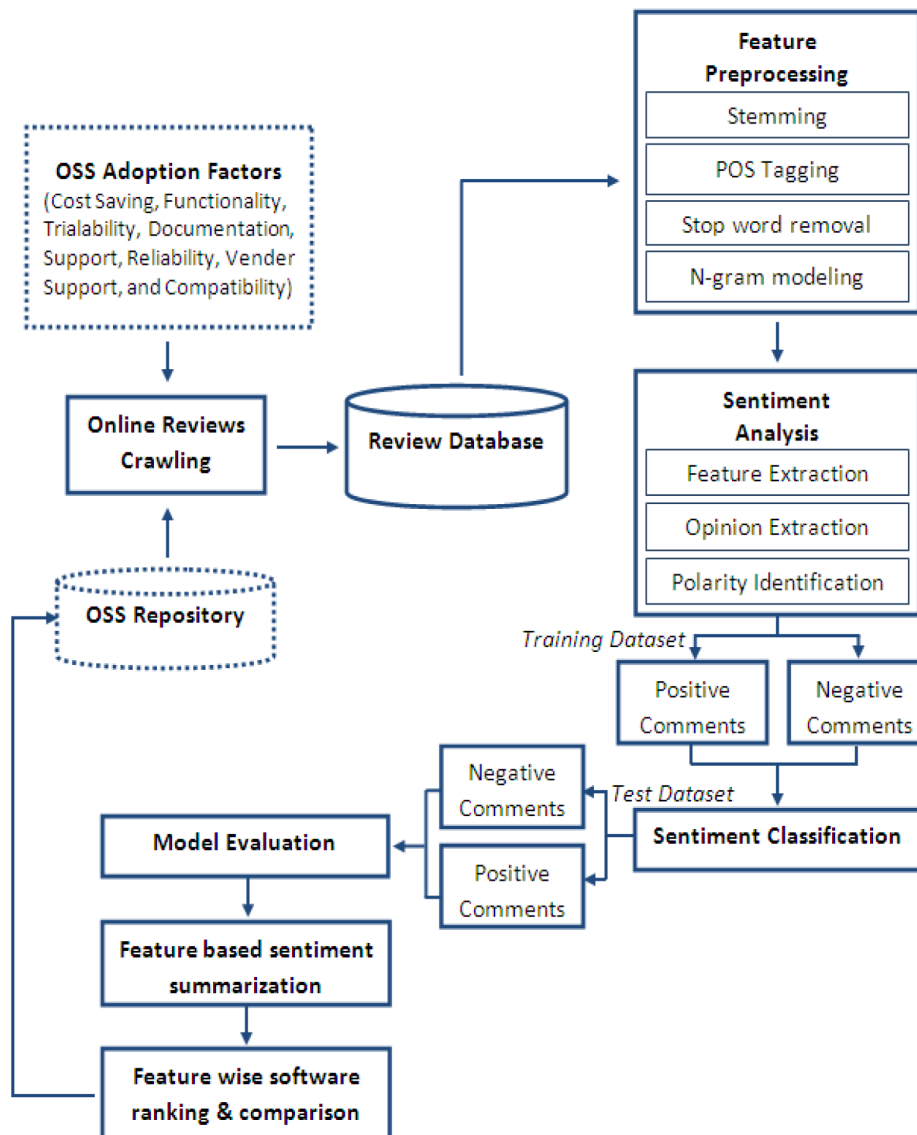 OSS Adoption Factors
(Cost Saving, Functionality,
Trialability, Documentation,
Support, Reliability, Vender
Support, and Compatibility)
Online Reviews
Crawling
OSS Repository
Review Database
Feature
Preprocessing
Stemming
POS Tagging
Stop word removal
N-gram modeling
Sentiment
Analysis
Feature Extraction
Opinion Extraction
Polarity Identification
Training Dataset
Positive
Comments
Negative
Comments
Sentiment Classification
Test Dataset
Negative
Comments
Positive
Comments
Model Evaluation
Feature based sentiment
summarization
Feature wise software
ranking & comparison